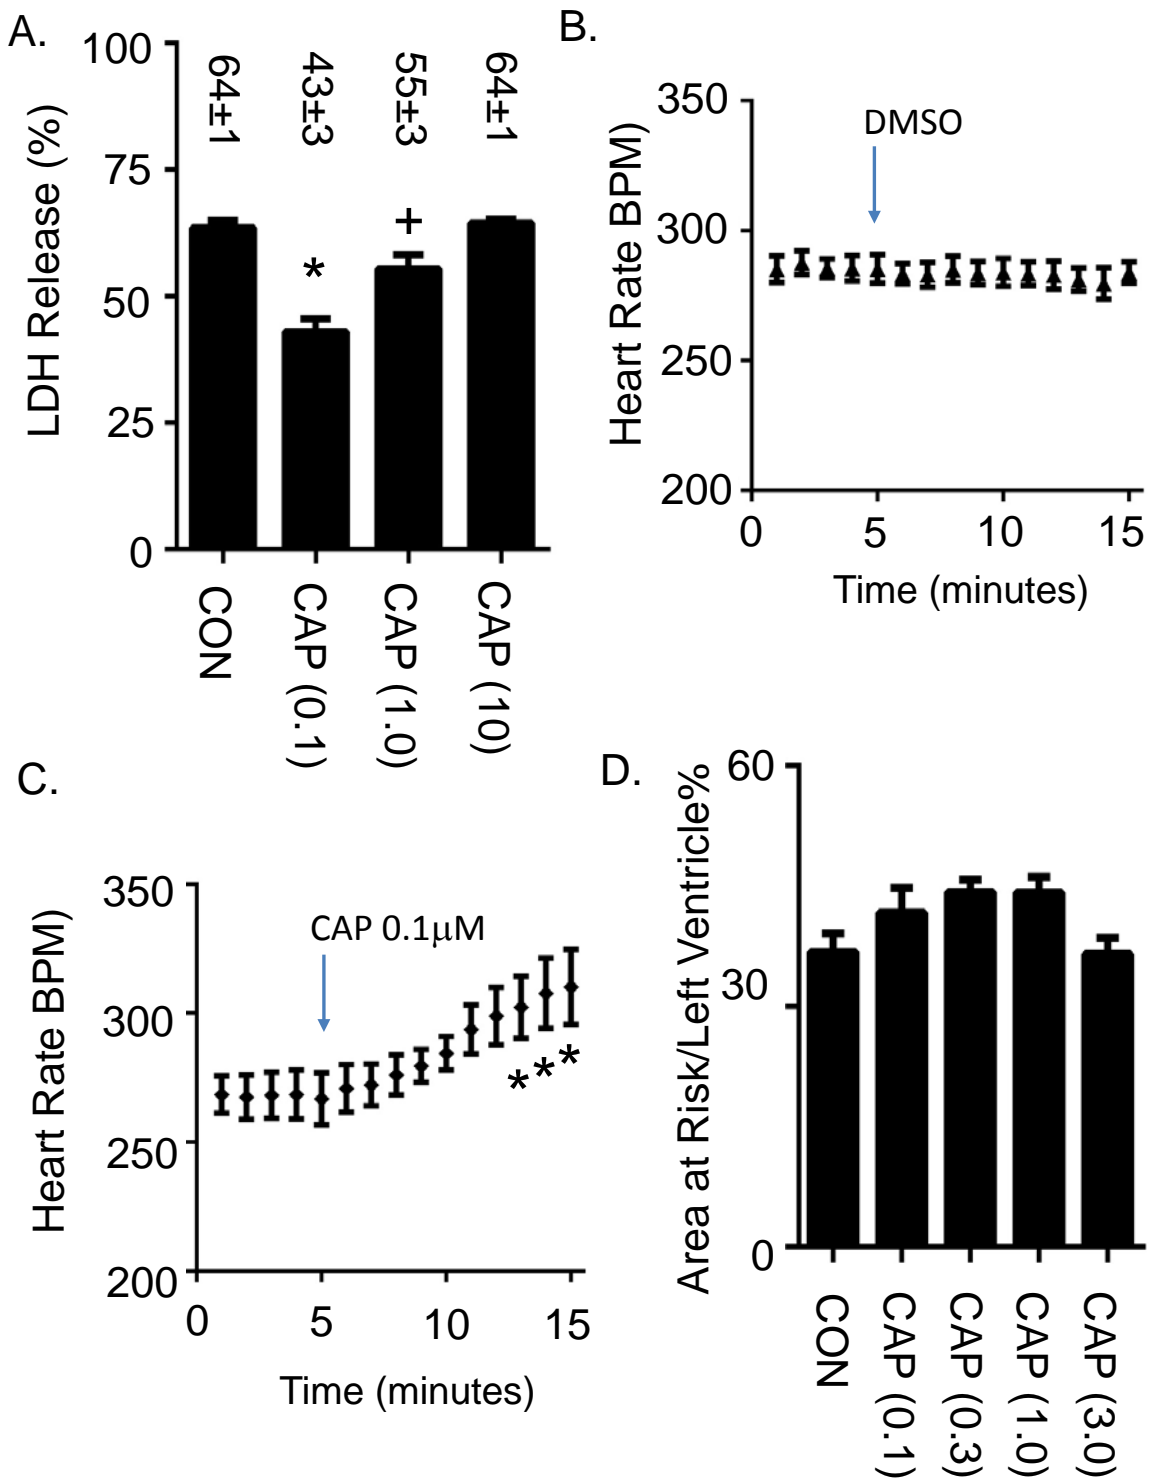 A.
LDH Release (%)
100
75
50
25
0
64±1
43±3
55±3
64±1
*
+
CON
CAP (0.1)
CAP (1.0)
CAP (10)
B.
Heart Rate BPM)
350
300
250
200
DMSO
0
5
10
15
Time (minutes)
C.
Heart Rate BPM)
350
300
250
200
CAP 0.1μM
* * *
0
5
10
15
Time (minutes)
D.
Area at Risk/Left Ventricle%
60
30
0
CON
CAP (0.1)
CAP (0.3)
CAP (1.0)
CAP (3.0)